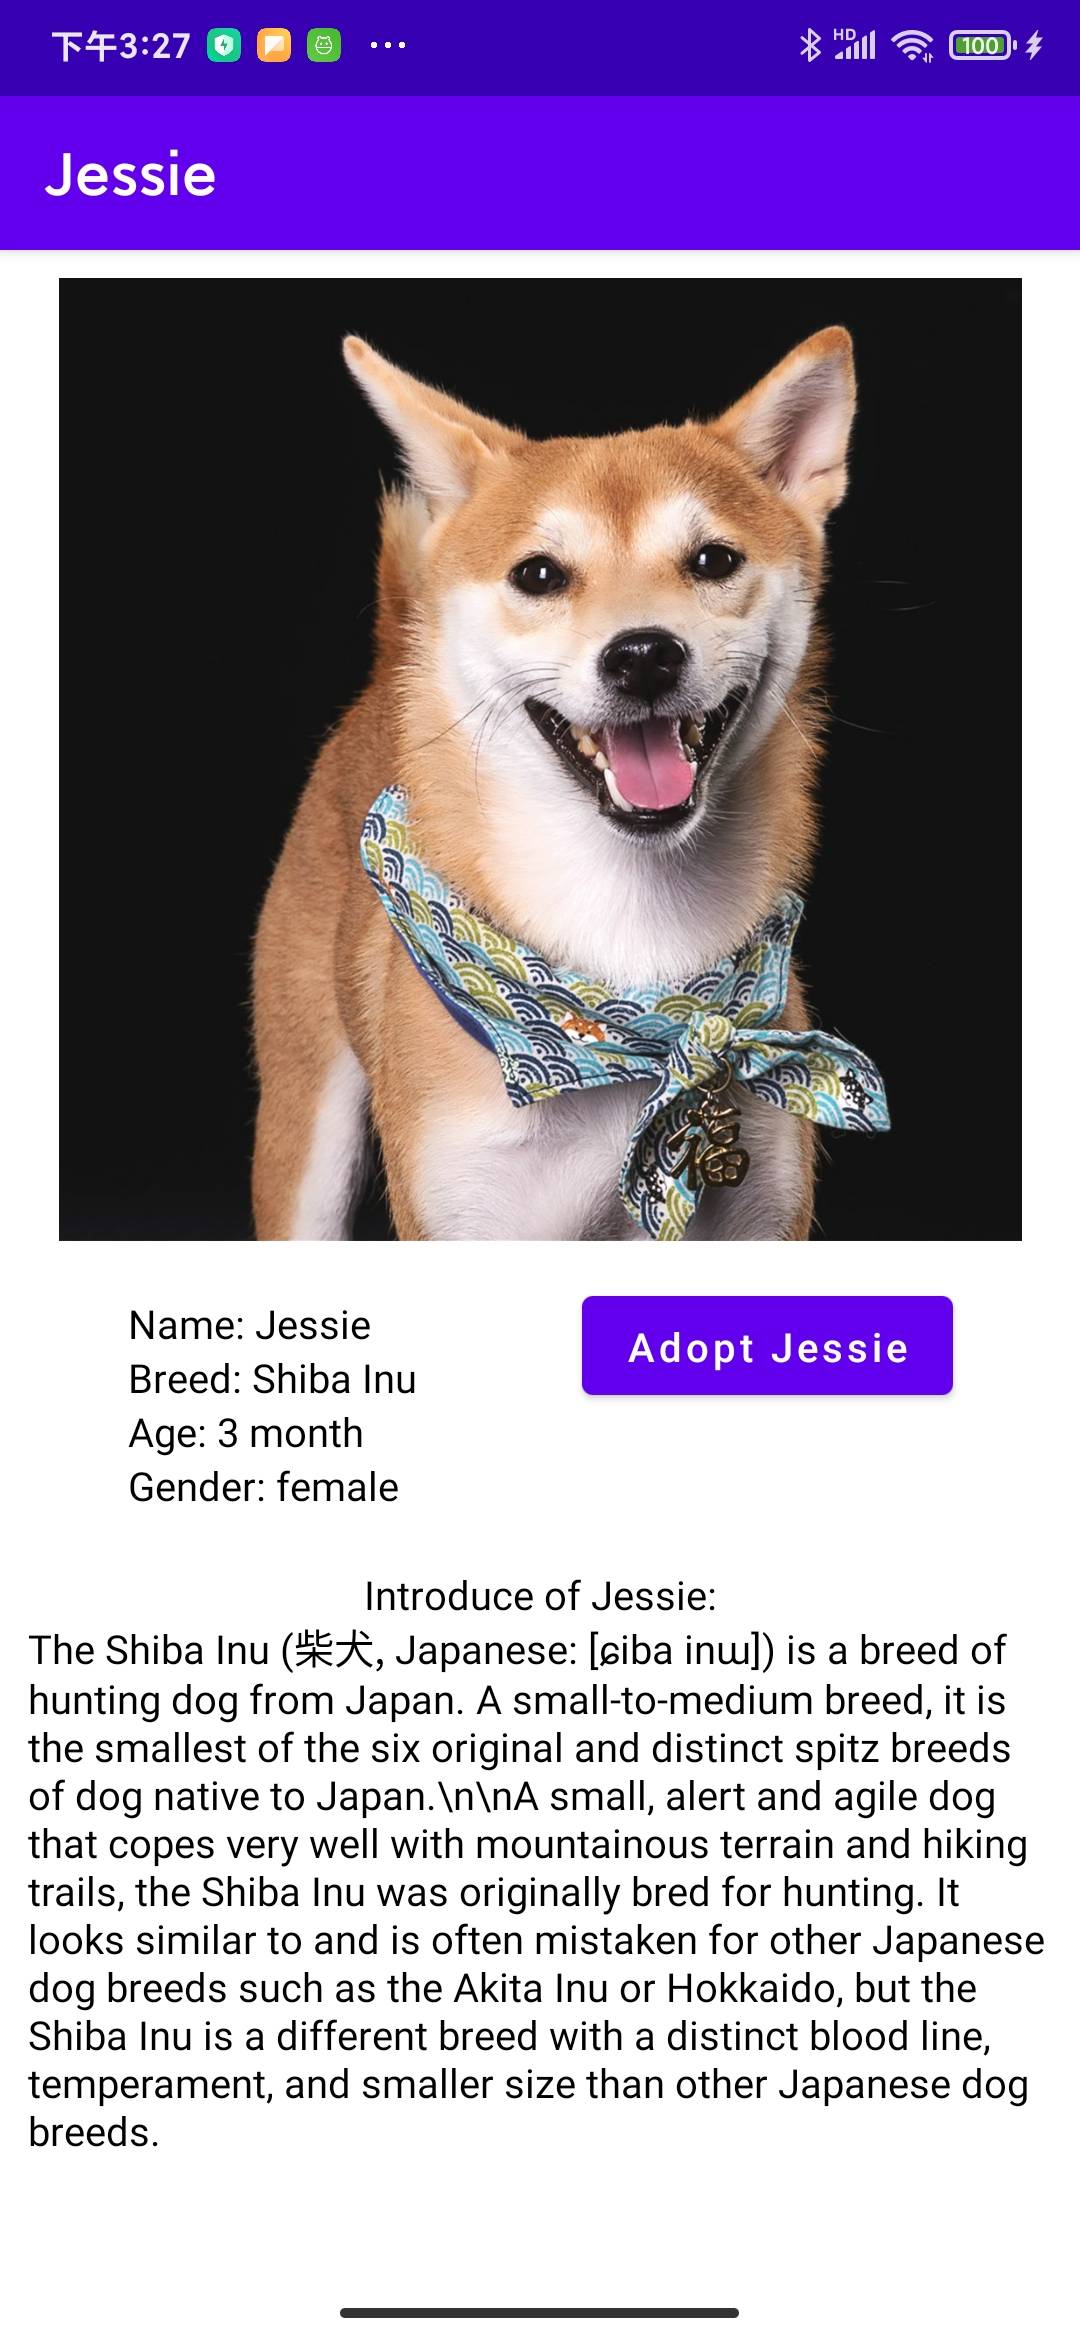 下午3:27
HD
100
Jessie
福
Name: Jessie
Adopt Jessie
Breed: Shiba Inu
Age: 3 month
Gender: female
Introduce of Jessie:
The Shiba Inu (柴犬, Japanese: [ɕiba inɯ]) is a breed of
hunting dog from Japan. A small-to-medium breed, it is
the smallest of the six original and distinct spitz breeds
of dog native to Japan.\n\nA small, alert and agile dog
that copes very well with mountainous terrain and hiking
trails, the Shiba Inu was originally bred for hunting. It
looks similar to and is often mistaken for other Japanese
dog breeds such as the Akita Inu or Hokkaido, but the
Shiba Inu is a different breed with a distinct blood line,
temperament, and smaller size than other Japanese dog
breeds.